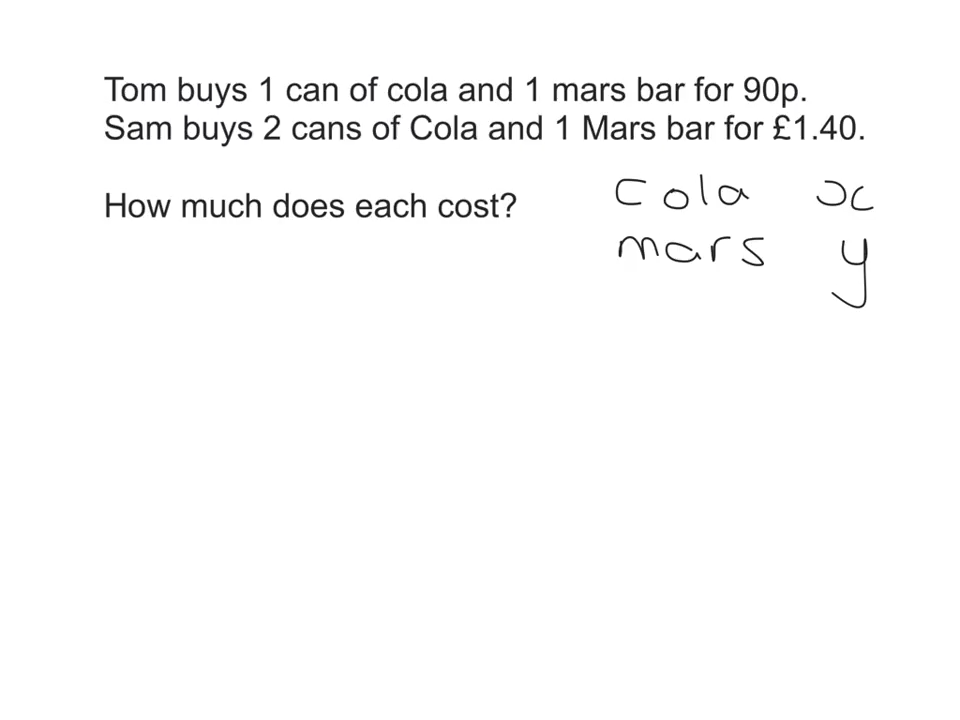 Tom buys 1 can of cola and 1 mars bar for 90p.
Sam buys 2 cans of Cola and 1 Mars bar for £1.40.
How much does each cost?
cola x
mars y